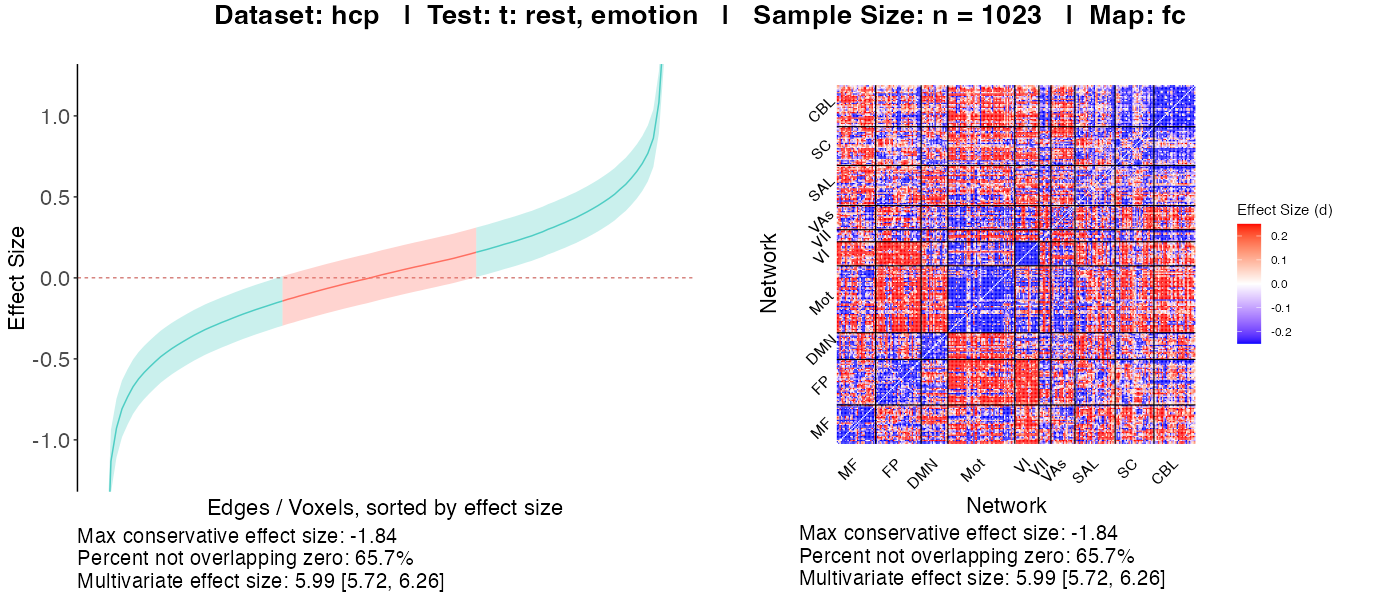 Dataset: hcp | Test: t: rest, emotion | Sample Size: n = 1023 | Map: fc
Effect Size
1.0
0.5
0.0
-0.5
-1.0
Edges / Voxels, sorted by effect size
Max conservative effect size: -1.84
Percent not overlapping zero: 65.7%
Multivariate effect size: 5.99 [5.72, 6.26]
Network
CBL
SC
SAL
VAs
VII
VI
Mot
DMN
FP
MF
MF
FP
DMN
Mot
VI
VII
VAs
SAL
SC
CBL
Network
Max conservative effect size: -1.84
Percent not overlapping zero: 65.7%
Multivariate effect size: 5.99 [5.72, 6.26]
Effect Size (d)
0.2
0.1
0.0
-0.1
-0.2